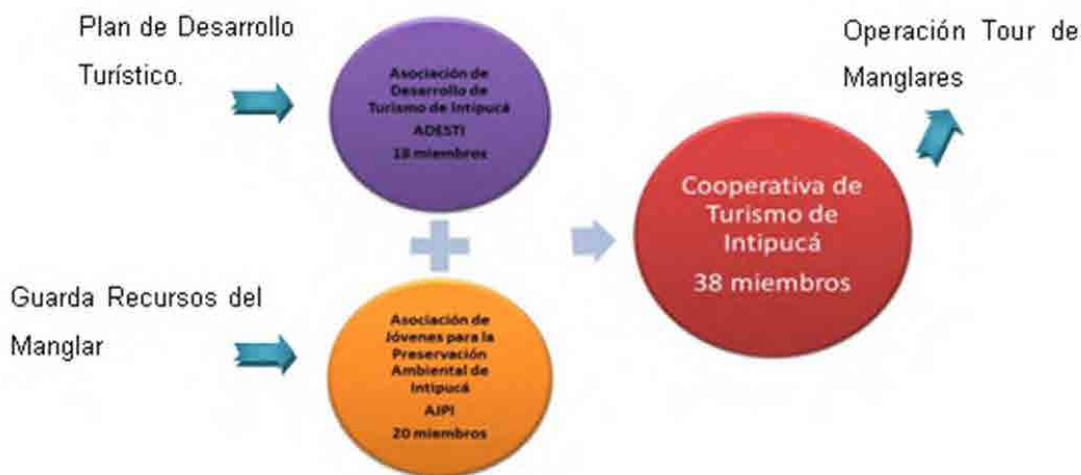 Plan de Desarrollo
Turístico.
Asociación de
Desarrollo de
Turismo de Intipucá
ADESTI
18 miembros
Guarda Recursos del
Manglar
Asociación de
Jóvenes para la
Preservación
Ambiental de
Intipucá
AJPI
20 miembros
Cooperativa de
Turismo de
Intipucá
38 miembros
Operación Tour de
Manglares